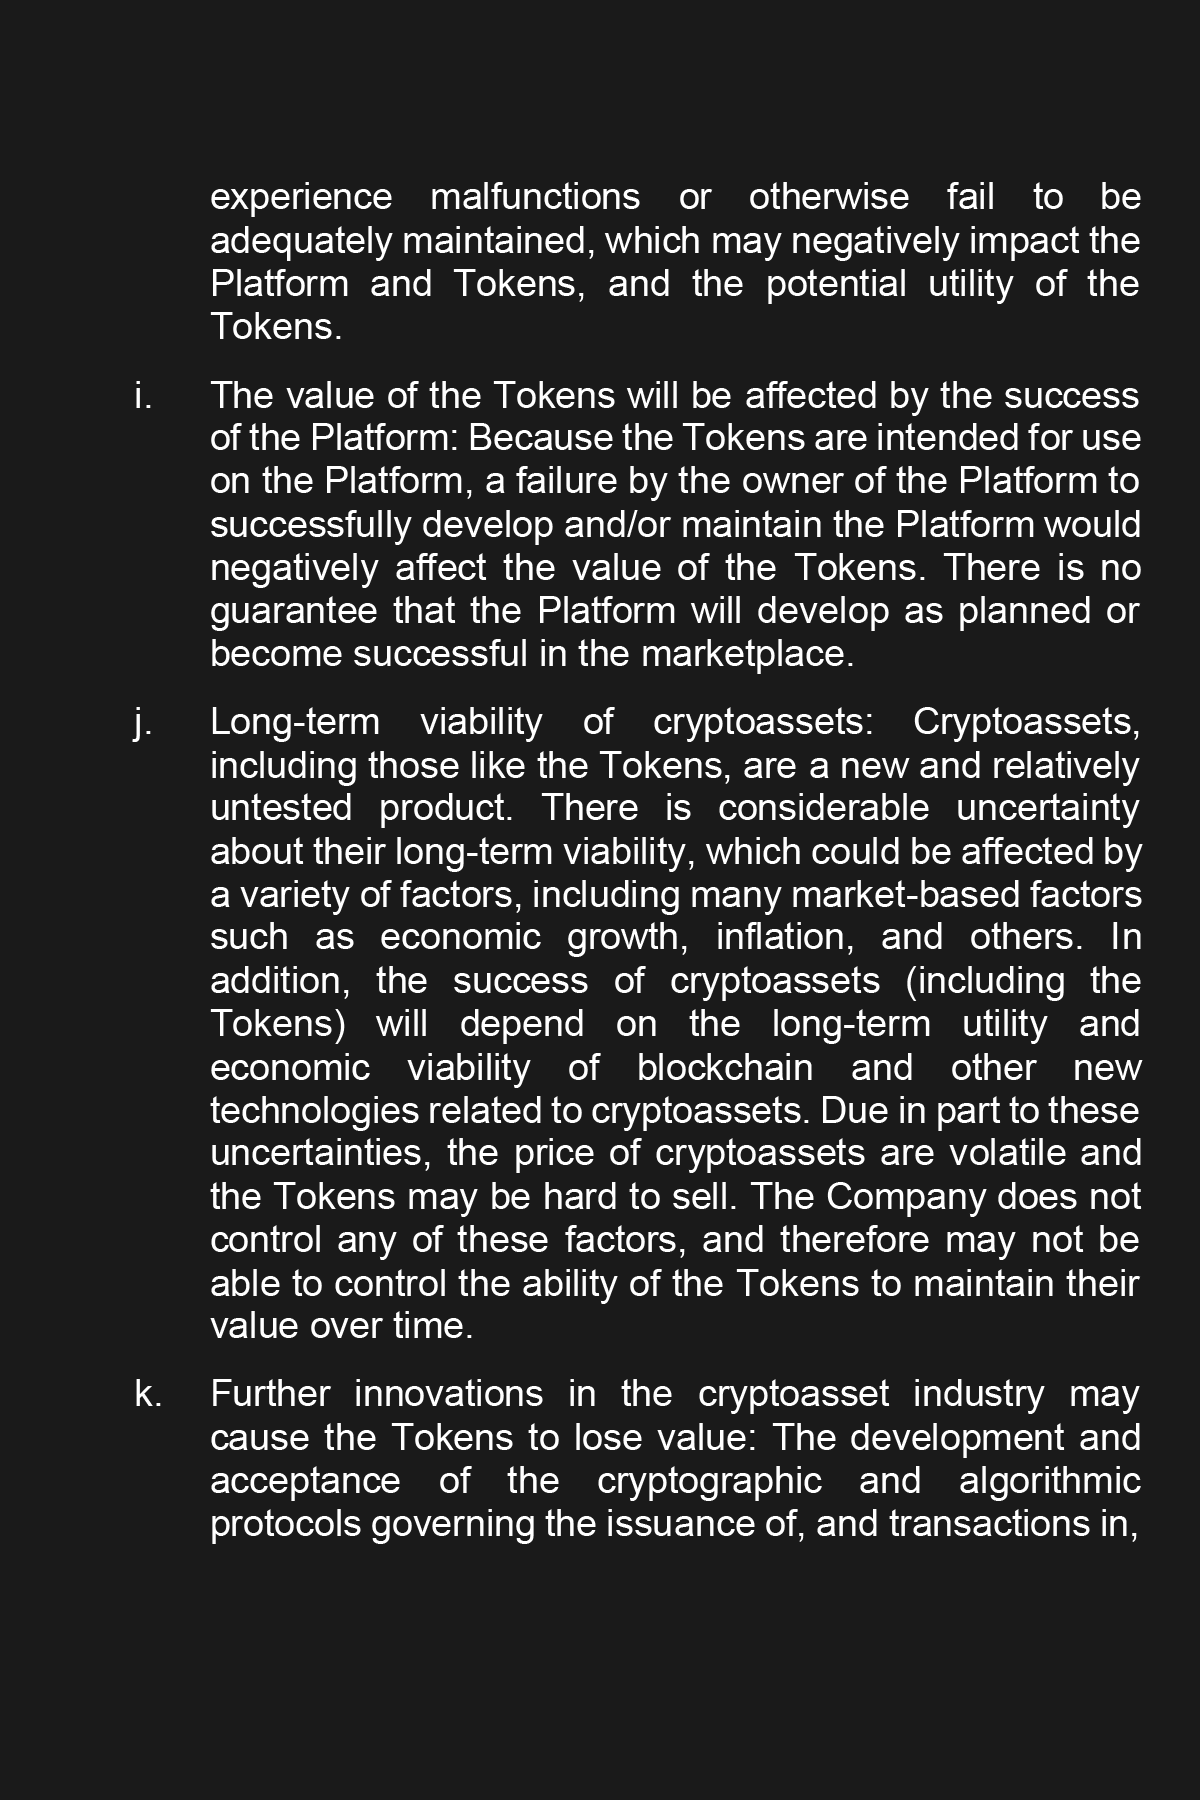 experience malfunctions or otherwise fail to be
adequately maintained, which may negatively impact the
Platform and Tokens, and the potential utility of the
Tokens.
i. The value of the Tokens will be affected by the success
of the Platform: Because the Tokens are intended for use
on the Platform, a failure by the owner of the Platform to
successfully develop and/or maintain the Platform would
negatively affect the value of the Tokens. There is no
guarantee that the Platform will develop as planned or
become successful in the marketplace.
j. Long-term viability of cryptoassets: Cryptoassets,
including those like the Tokens, are a new and relatively
untested product. There is considerable uncertainty
about their long-term viability, which could be affected by
a variety of factors, including many market-based factors
such as economic growth, inflation, and others. In
addition, the success of cryptoassets (including the
Tokens) will depend on the long-term utility and
economic viability of blockchain and other new
technologies related to cryptoassets. Due in part to these
uncertainties, the price of cryptoassets are volatile and
the Tokens may be hard to sell. The Company does not
control any of these factors, and therefore may not be
able to control the ability of the Tokens to maintain their
value over time.
k. Further innovations in the cryptoasset industry may
cause the Tokens to lose value: The development and
acceptance of the cryptographic and algorithmic
protocols governing the issuance of, and transactions in,